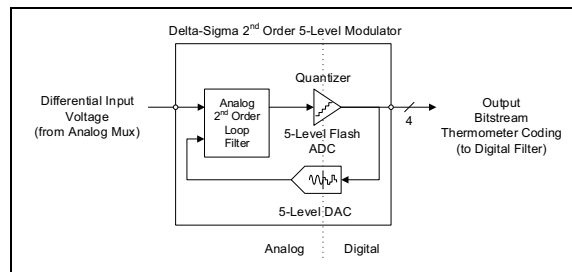 Delta-Sigma 2nd Order 5-Level Modulator
Quantizer
Differential Input
Voltage
(from Analog Mux)
Analog
2nd Order
Loop
Filter
4
Output
Bitstream
Thermometer Coding
(to Digital Filter)
5-Level Flash
ADC
5-Level DAC
Analog
Digital